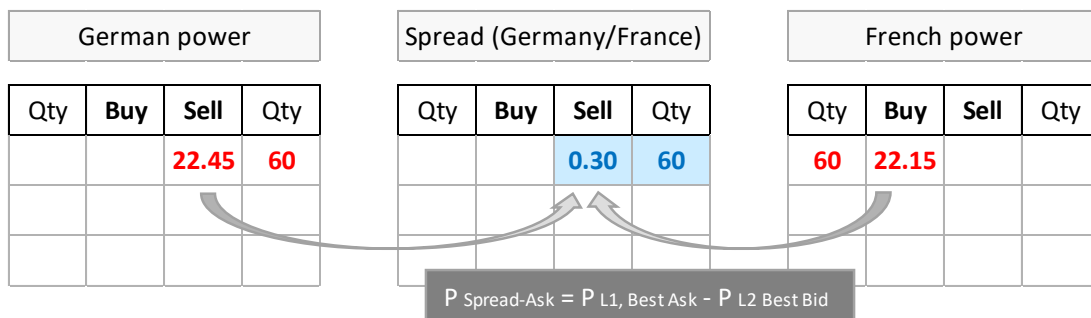 German power Spread (Germany/France) French power
Qty Buy Sell Qty Qty Buy Sell Qty Qty Buy Sell Qty
22.45 60 0.30 60 60 22.15
P Spread-Ask = P L1, Best Ask - P L2 Best Bid